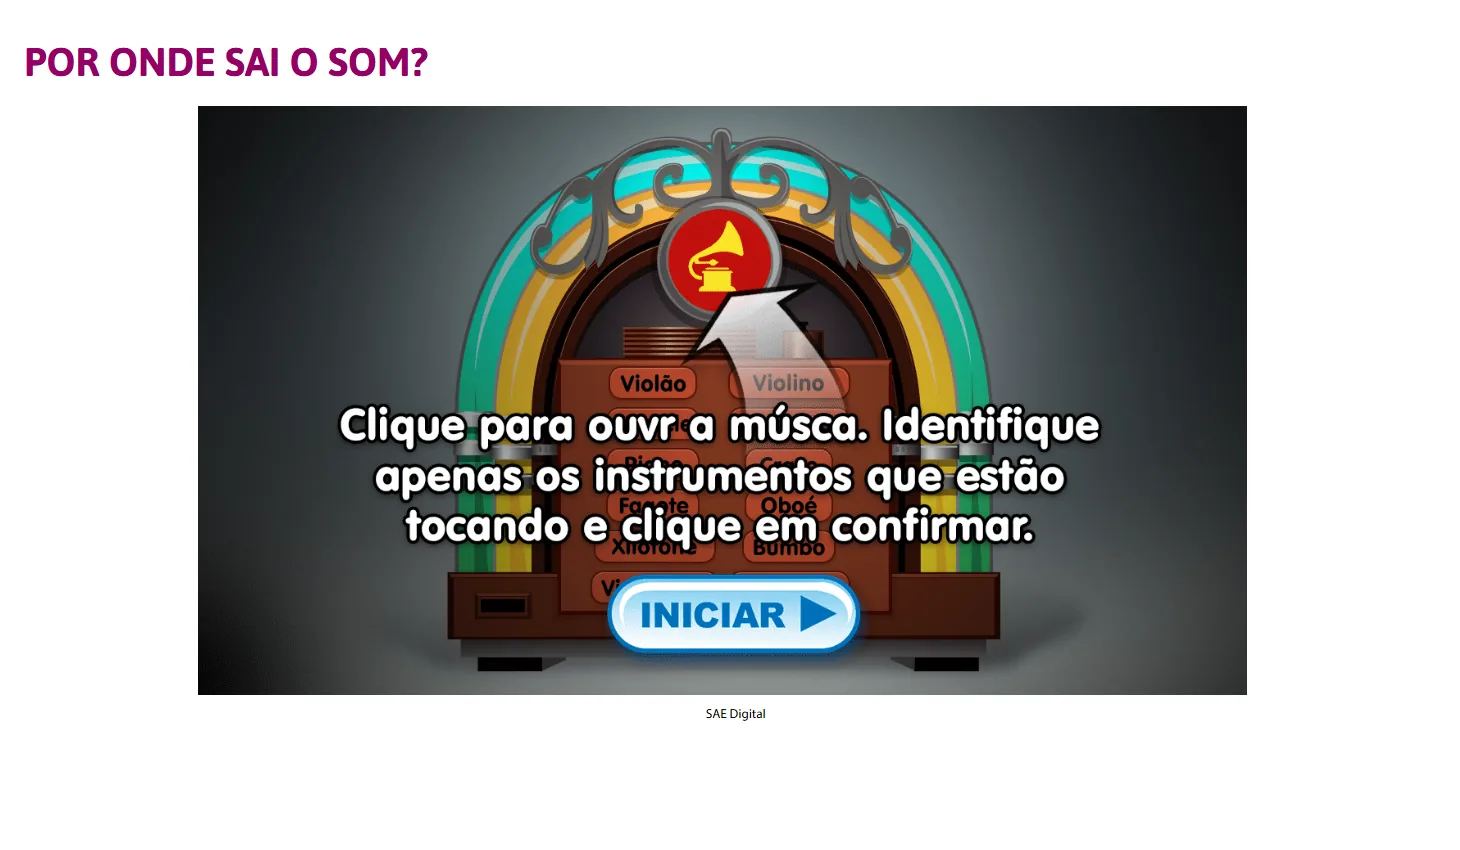 POR ONDE SAI O SOM?
Violão Violino
Clique para ouvr a músca. Identifique
apenas os instrumentos que estão
Fagote Oboé
tocando e clique em confirmar.
Xilofone Bumbo
INICIAR
SAE Digital